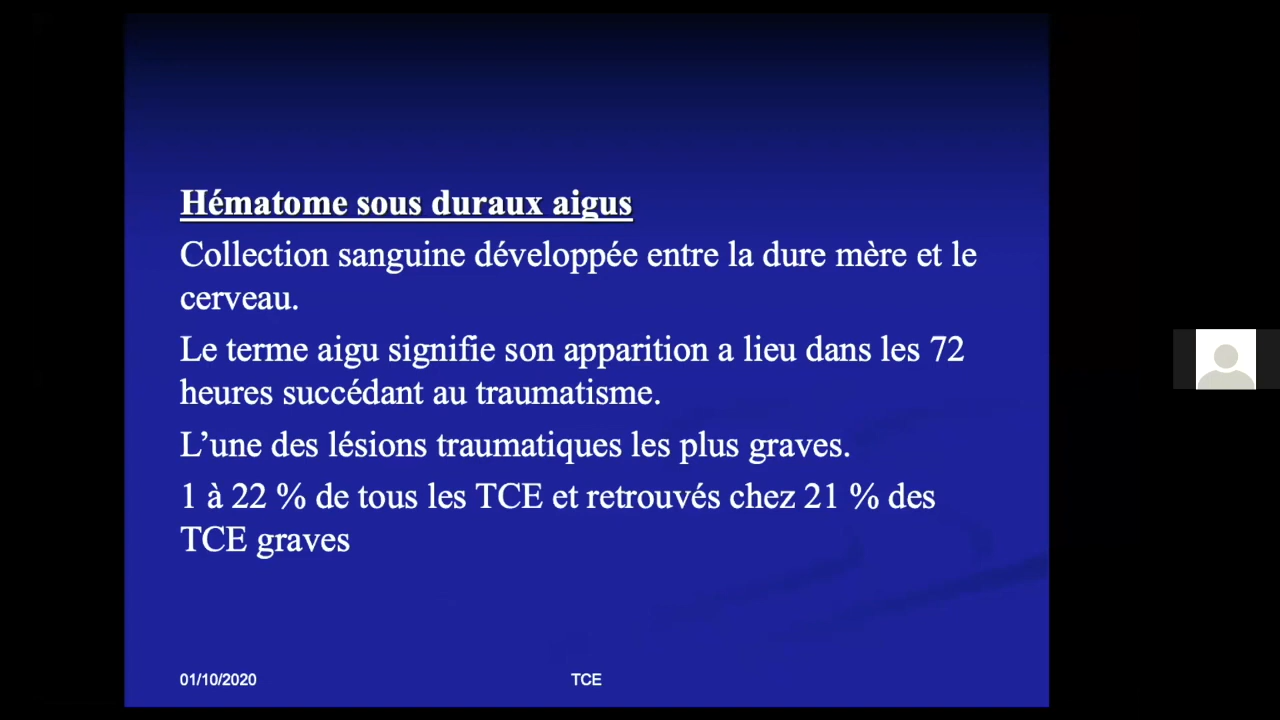 Hématome sous duraux aigus
Collection sanguine développée entre la dure mère et le
cerveau.
Le terme aigu signifie son apparition a lieu dans les 72
heures succédant au traumatisme.
L’une des lésions traumatiques les plus graves.
1 à 22 % de tous les TCE et retrouvés chez 21 % des
TCE graves
01/10/2020
TCE